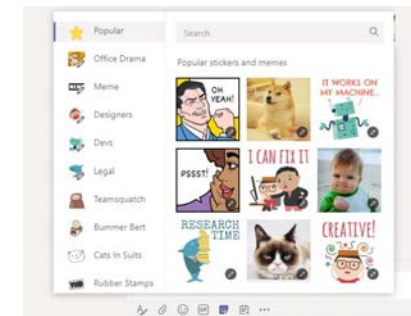 Popular
Office Drama
Meme
Designers
Devs
Legal
Teamsquatch
Bummer Bert
Cats In Suits
Rubber Stamps
Search
Popular stickers and memes
OH
YEAH!
IT WORKS ON
MY MACHINE...
PSSST!
I CAN FIX IT
RESEARCH
TIME
CREATIVE!
GIF